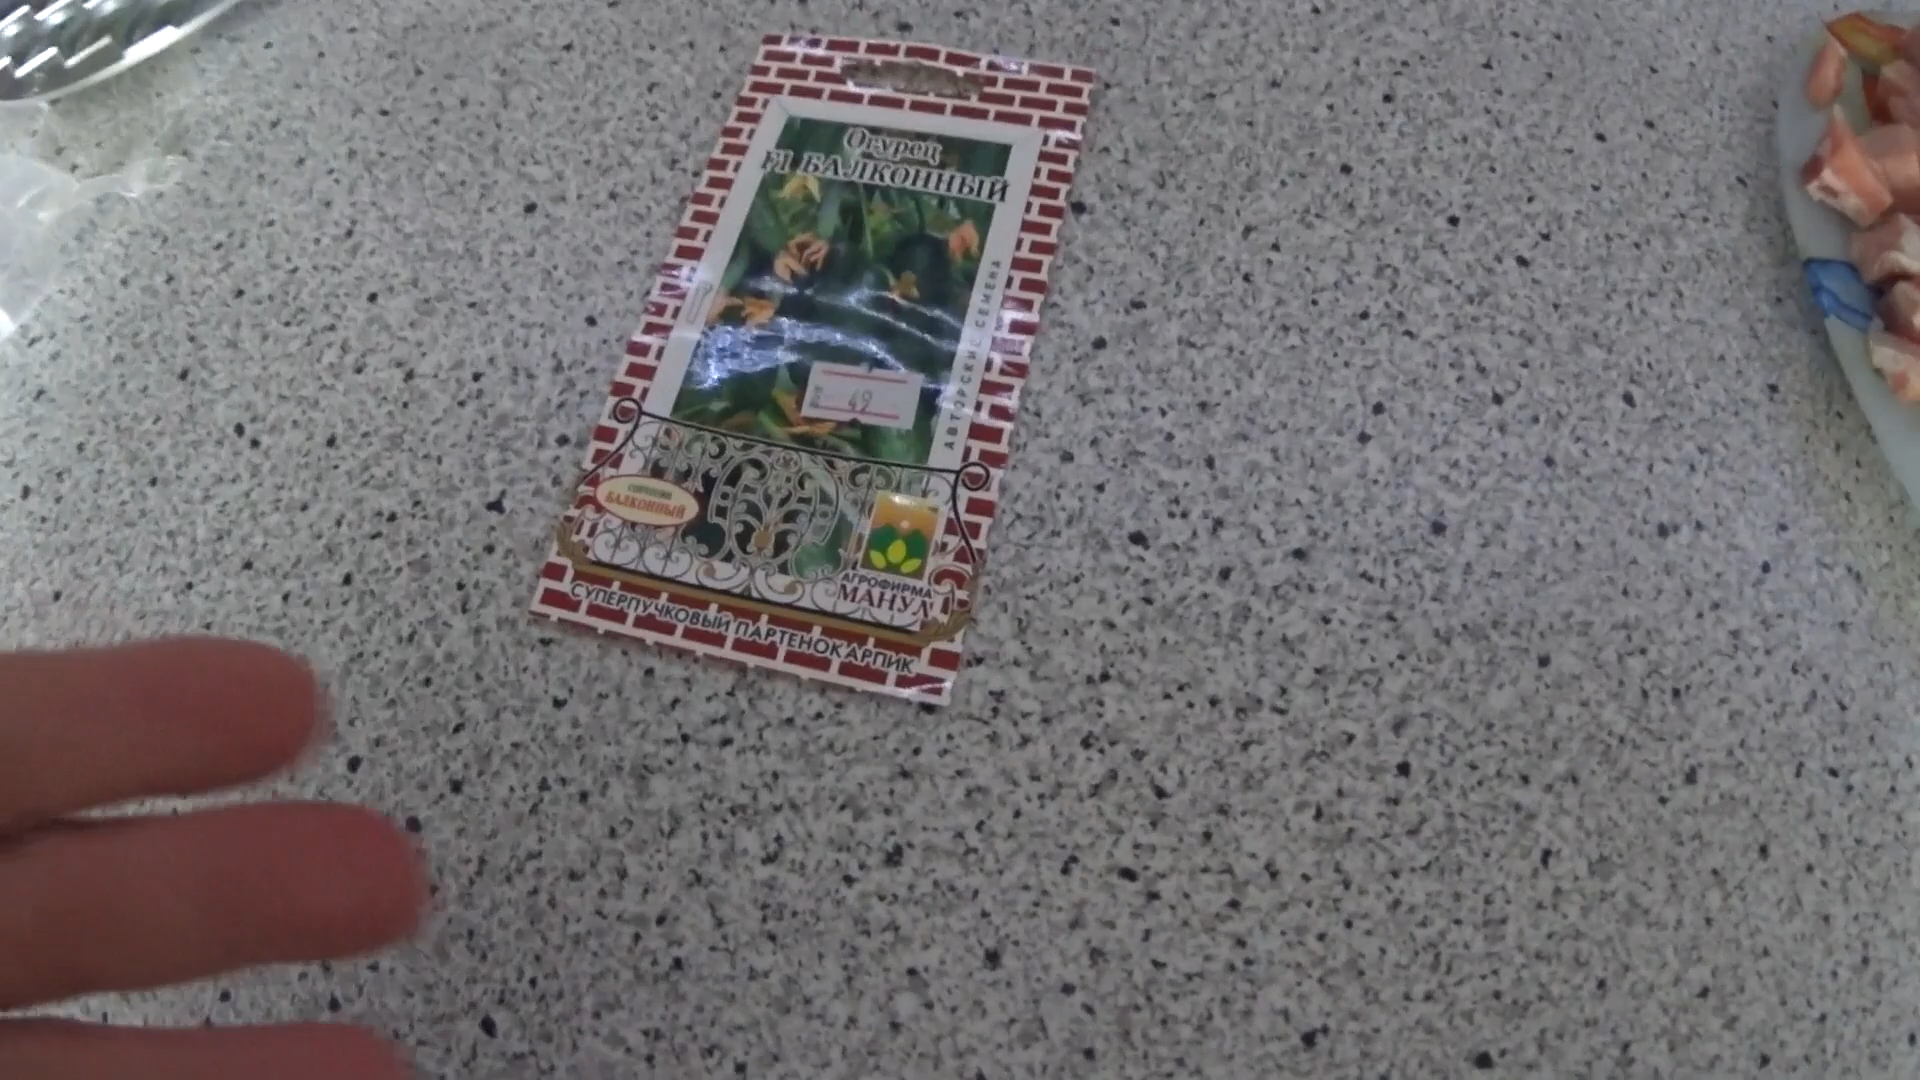 Огурец
F1 БАЛКОННЫЙ
АВТОРСКИЕ СЕМЕНА
49
БАЛКОННЫЙ
АГРОФИРМА
МАНУЛ
СУПЕРПУЧКОВЫЙ ПАРТЕНОКАРПИК